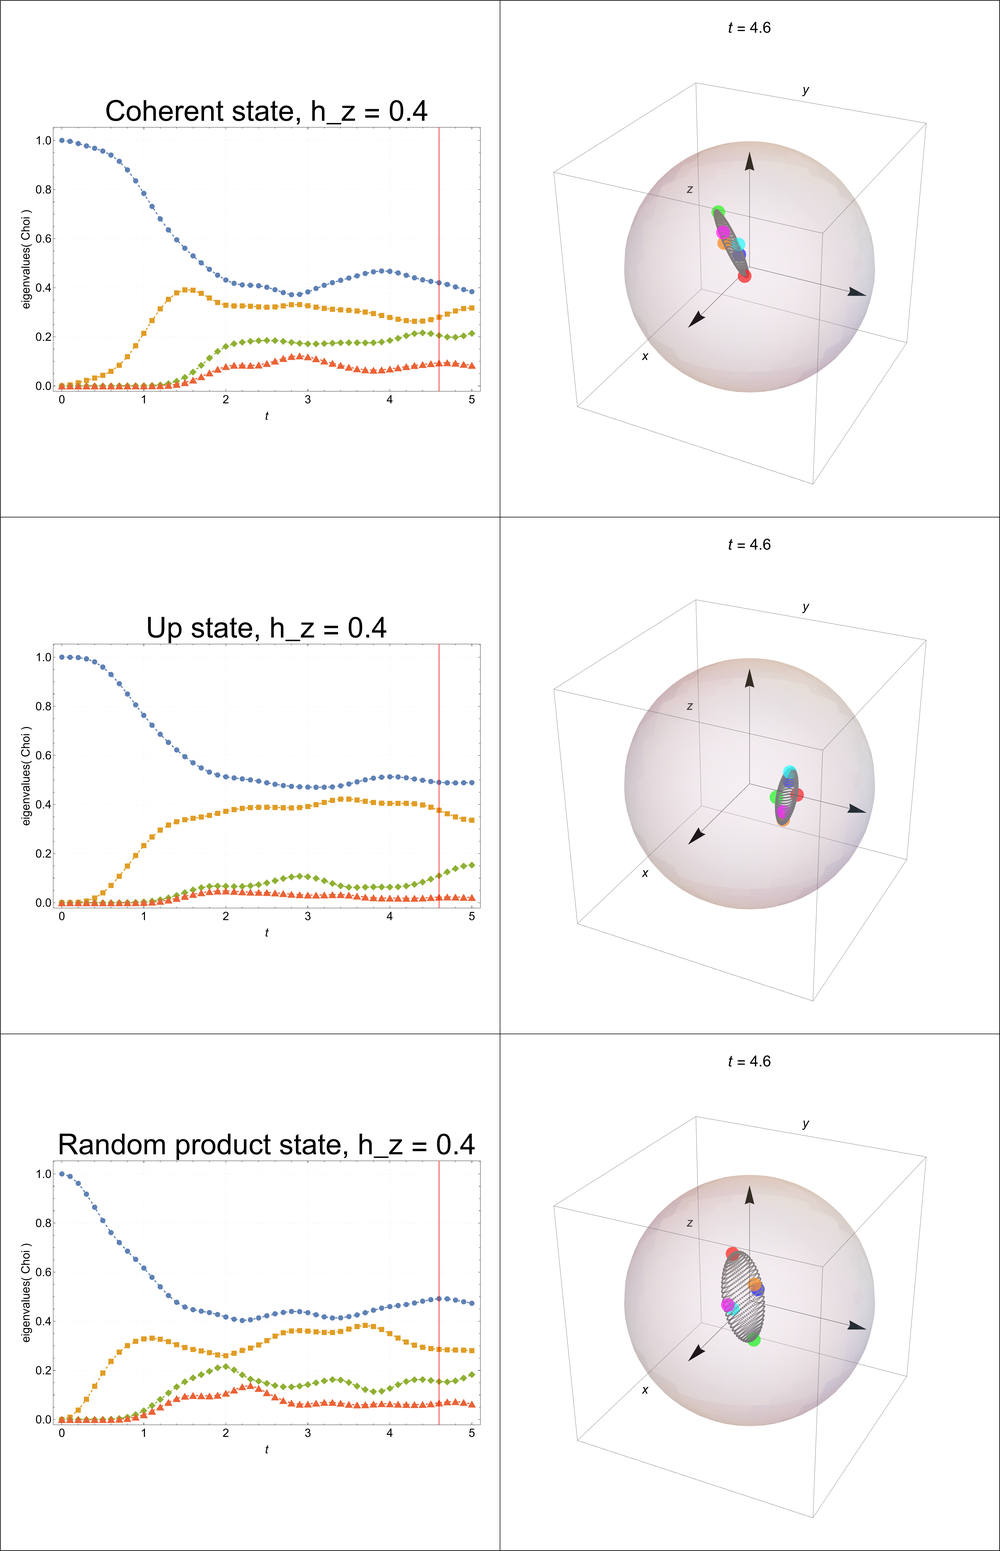 Coherent state, h_z = 0.4
eigenvalues( Choi )
1.0
0.8
0.6
0.4
0.2
0.0
0 1 2 3 4 5
t
t = 4.6
y
z
x
Up state, h_z = 0.4
eigenvalues( Choi )
1.0
0.8
0.6
0.4
0.2
0.0
0 1 2 3 4 5
t
t = 4.6
y
z
x
Random product state, h_z = 0.4
eigenvalues( Choi )
1.0
0.8
0.6
0.4
0.2
0.0
0 1 2 3 4 5
t
t = 4.6
y
z
x